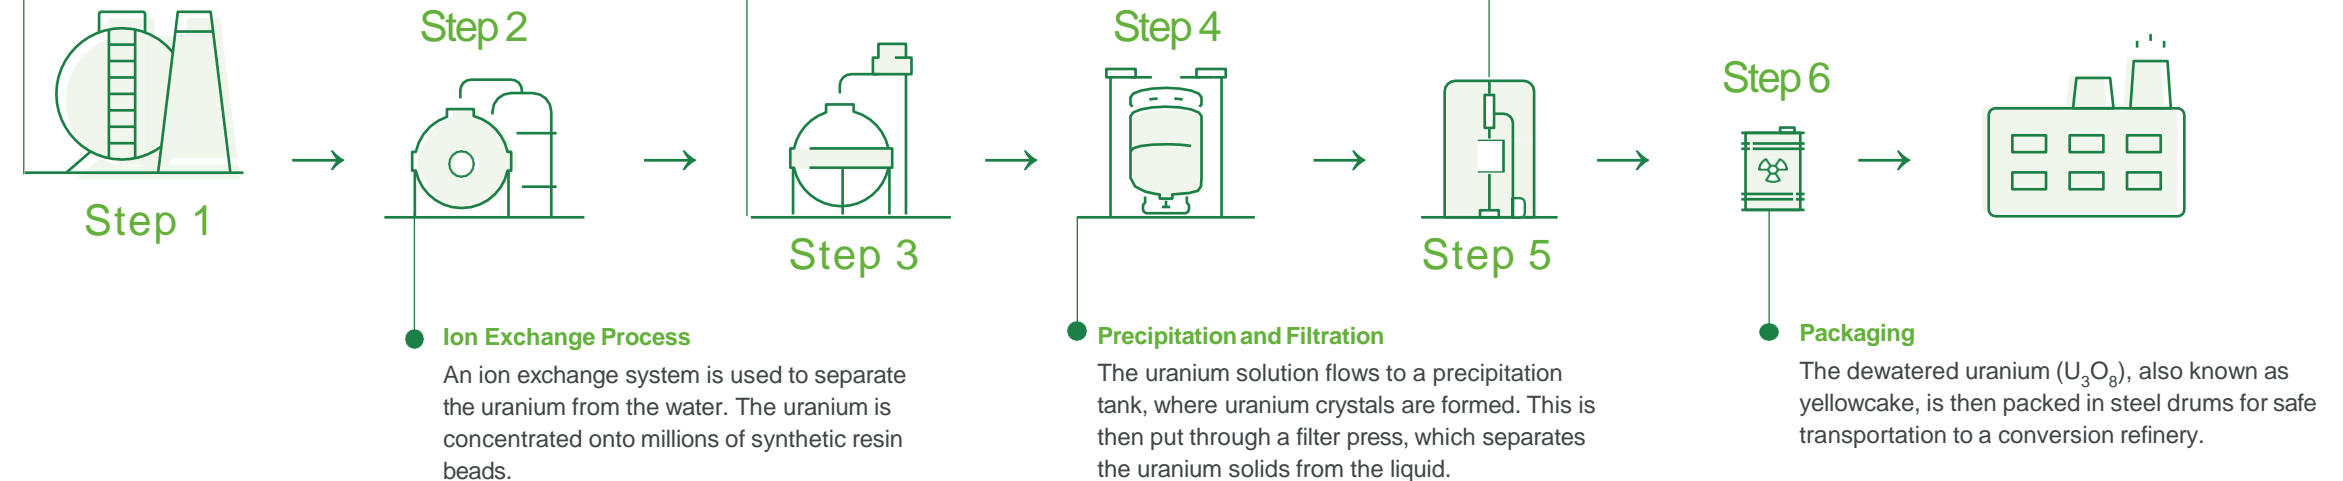 Step 1
Step 2
Step 3
Step 4
Step 5
Step 6
Ion Exchange Process
An ion exchange system is used to separate
the uranium from the water. The uranium is
concentrated onto millions of synthetic resin
beads.
Precipitation and Filtration
The uranium solution flows to a precipitation
tank, where uranium crystals are formed. This is
then put through a filter press, which separates
the uranium solids from the liquid.
Packaging
The dewatered uranium (U₃O₈), also known as
yellowcake, is then packed in steel drums for safe
transportation to a conversion refinery.